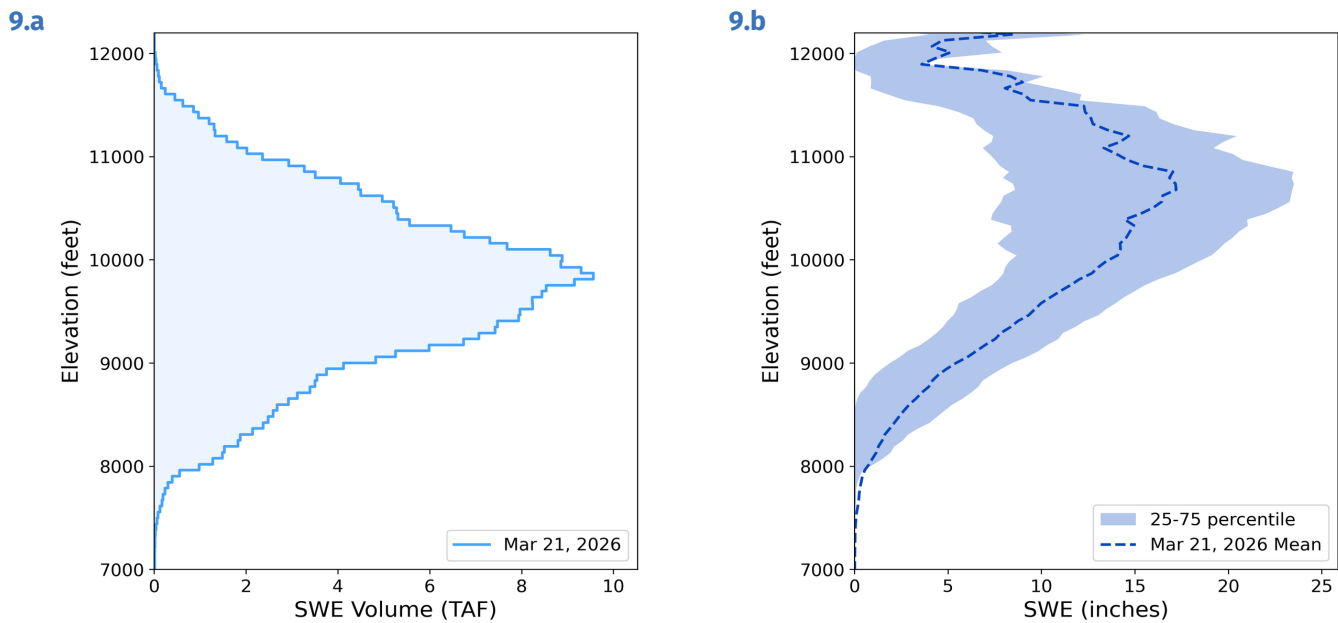 9.a
12000
11000
10000
9000
8000
7000
Elevation (feet)
0 2 4 6 8 10
SWE Volume (TAF)
Mar 21, 2026
9.b
12000
11000
10000
9000
8000
7000
Elevation (feet)
0 5 10 15 20 25
SWE (inches)
25-75 percentile
Mar 21, 2026 Mean